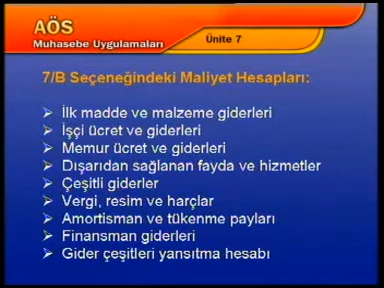 AÖS
Muhasebe Uygulamaları
Ünite 7
7/B Seçeneğindeki Maliyet Hesapları:
➢ İlk madde ve malzeme giderleri
➢ İşçi ücret ve giderleri
➢ Memur ücret ve giderleri
➢ Dışarıdan sağlanan fayda ve hizmetler
➢ Çeşitli giderler
➢ Vergi, resim ve harçlar
➢ Amortisman ve tükenme payları
➢ Finansman giderleri
➢ Gider çeşitleri yansıtma hesabı